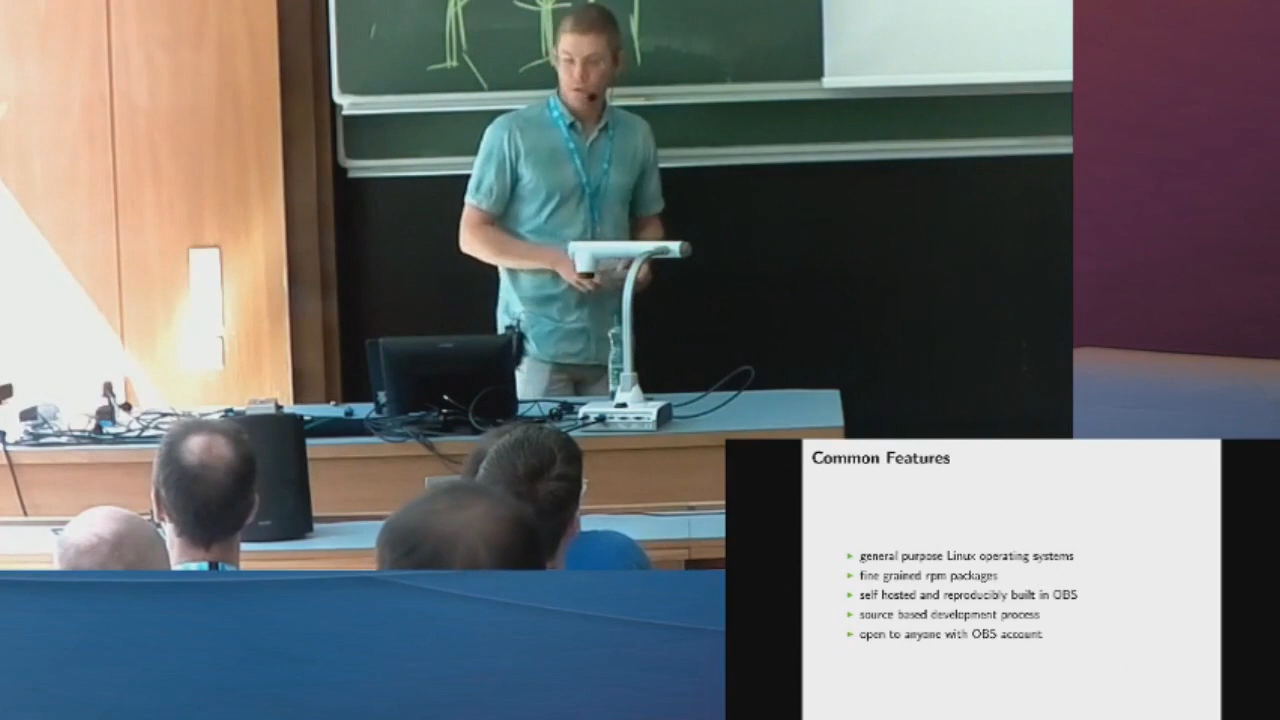 Common Features
general purpose Linux operating systems
fine grained rpm packages
self hosted and reproducibly built in OBS
source based development process
open to anyone with OBS account